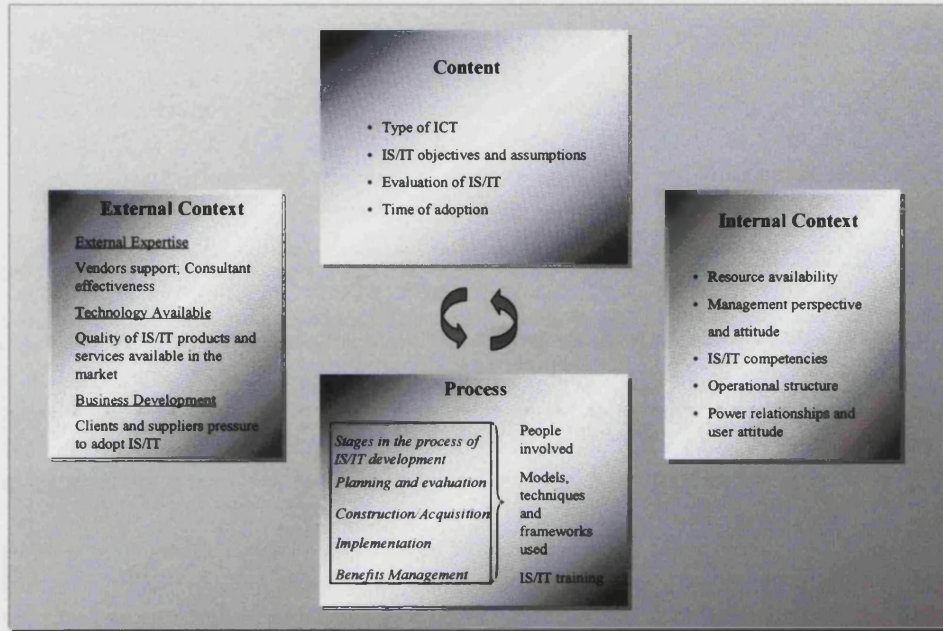 Content
• Type of ICT
• IS/IT objectives and assumptions
• Evaluation of IS/IT
• Time of adoption
External Context
External Expertise
Vendors support; Consultant
effectiveness
Technology Available
Quality of IS/IT products and
services available in the
market
Business Development
Clients and suppliers pressure
to adopt IS/IT
Internal Context
• Resource availability
• Management perspective
and attitude
• IS/IT competencies
• Operational structure
• Power relationships and
user attitude
Process
Stages in the process of
IS/IT development
Planning and evaluation
Construction/Acquisition
Implementation
Benefits Management
People
involved
Models,
techniques
and
frameworks
used
IS/IT training